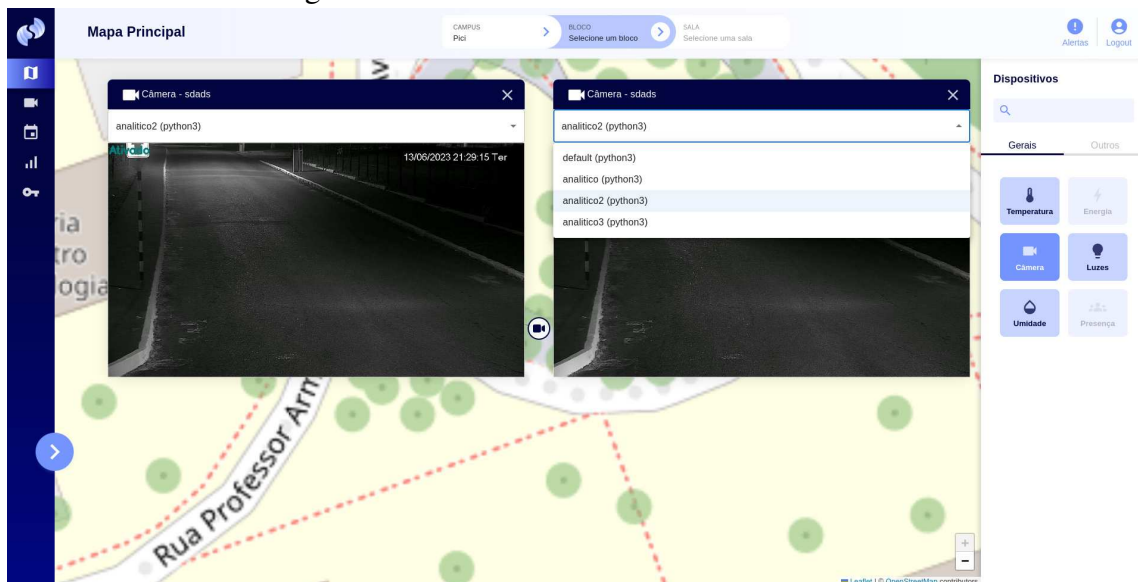 Mapa Principal
CAMPUS
Pici
BLOCO
Selecione um bloco
SALA
Selecione uma sala
Alertas
Logout
Câmera - sdads
analitico2 (python3)
Ativado
13/06/2023 21:29:15 Ter
Câmera - sdads
analitico2 (python3)
default (python3)
analitico (python3)
analitico2 (python3)
analitico3 (python3)
Dispositivos
Gerais
Outros
Temperatura
Energia
Câmera
Luzes
Umidade
Presença
ia
ro
ogia
Rua Professor Arm
+
−
Leaflet | © OpenStreetMap contributors